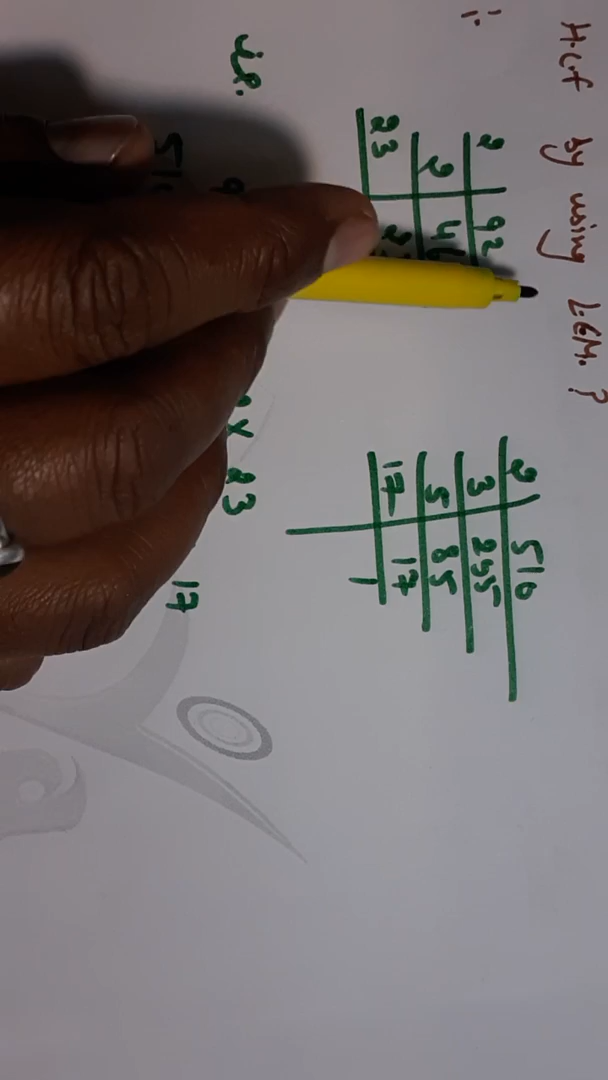 H.C.F by using L.C.M. ?
2 | 92
2 | 46
23
2 | 510
3 | 255
5 | 85
17 | 17
1
i.e.
x 23
17